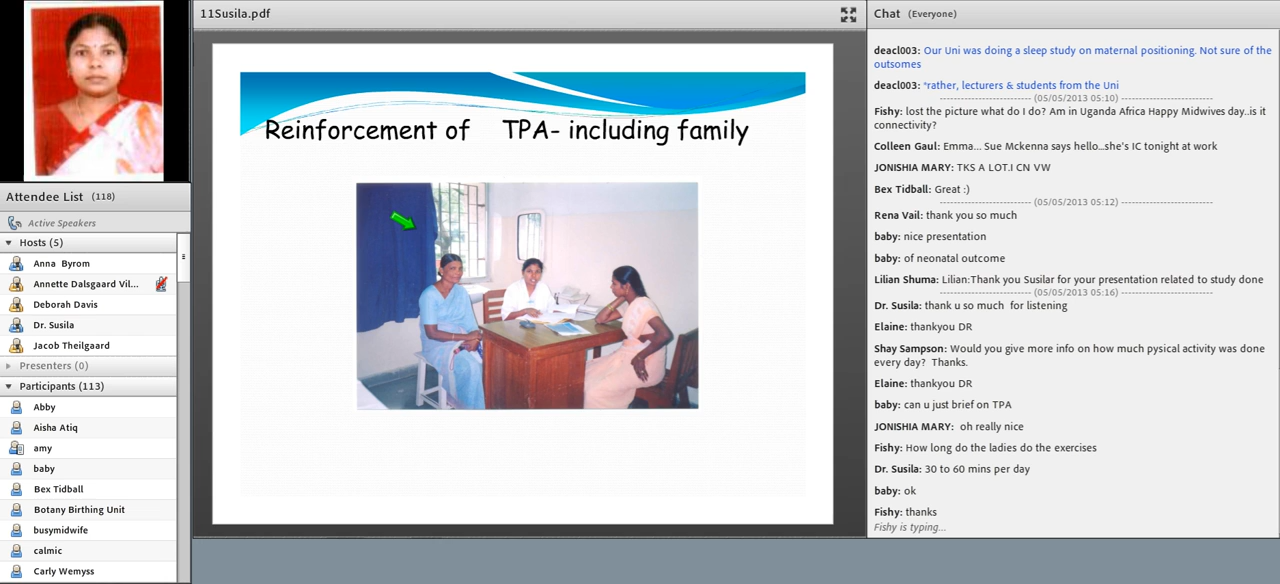 Attendee List (118)
Active Speakers
Hosts (5)
Anna Byrom
Annette Dalsgaard Vil...
Deborah Davis
Dr. Susila
Jacob Theilgaard
Presenters (0)
Participants (113)
Abby
Aisha Atiq
amy
baby
Bex Tidball
Botany Birthing Unit
busymidwife
calmic
Carly Wemyss
11Susila.pdf
Reinforcement of TPA- including family
Chat (Everyone)
deacl003: Our Uni was doing a sleep study on maternal positioning. Not sure of the
outcomes
deacl003: *rather, lecturers & students from the Uni
------------------ (05/05/2013 05:10) ------------------
Fishy: lost the picture what do I do? Am in Uganda Africa Happy Midwives day..is it
connectivity?
Colleen Gaul: Emma... Sue Mckenna says hello...she's IC tonight at work
JONISHIA MARY: TKS A LOT.I CN VW
Bex Tidball: Great :)
------------------ (05/05/2013 05:12) ------------------
Rena Vail: thank you so much
baby: nice presentation
baby: of neonatal outcome
Lilian Shuma: Lilian:Thank you Susilar for your presentation related to study done
------------------ (05/05/2013 05:16) ------------------
Dr. Susila: thank u so much for listening
Elaine: thankyou DR
Shay Sampson: Would you give more info on how much pysical activity was done
every day? Thanks.
Elaine: thankyou DR
baby: can u just brief on TPA
JONISHIA MARY: oh really nice
Fishy: How long do the ladies do the exercises
Dr. Susila: 30 to 60 mins per day
baby: ok
Fishy: thanks
Fishy is typing...